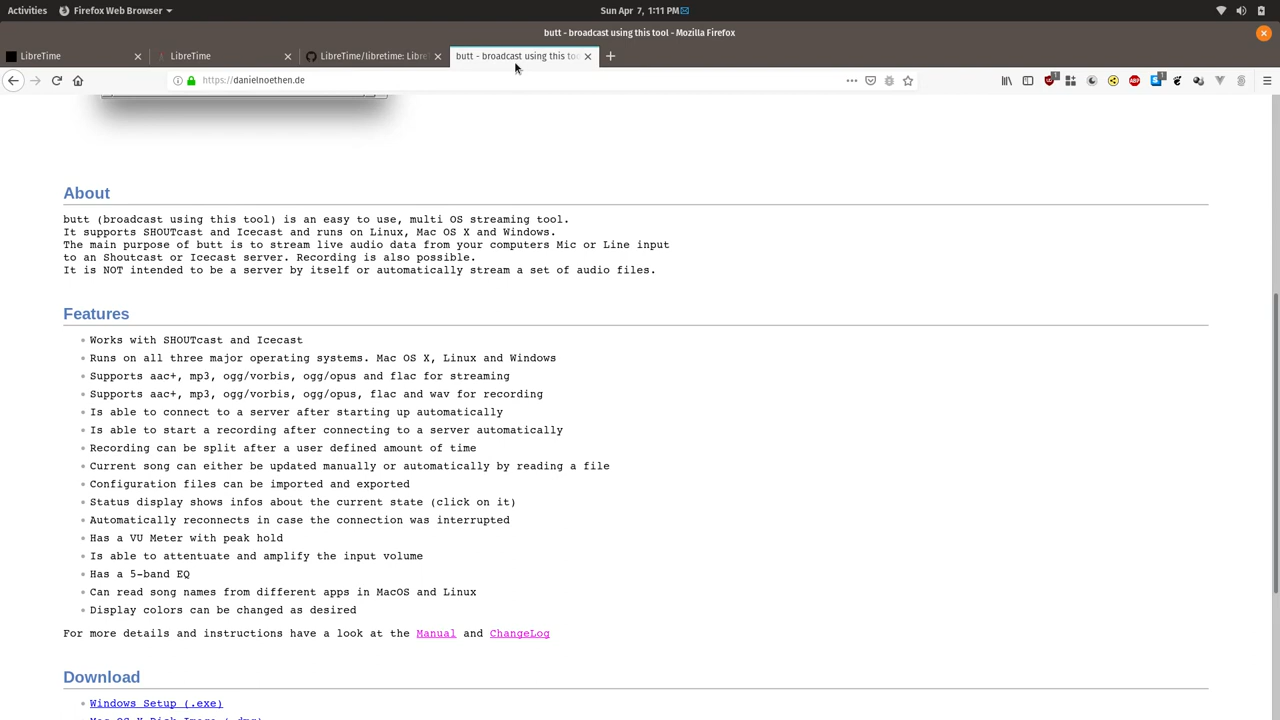 Activities
Firefox Web Browser
Sun Apr 7, 1:11 PM
butt - broadcast using this tool - Mozilla Firefox
LibreTime
LibreTime
LibreTime/libretime: Libre
butt - broadcast using this too
https://danielnoethen.de
About
butt (broadcast using this tool) is an easy to use, multi OS streaming tool.
It supports SHOUTcast and Icecast and runs on Linux, Mac OS X and Windows.
The main purpose of butt is to stream live audio data from your computers Mic or Line input
to an Shoutcast or Icecast server. Recording is also possible.
It is NOT intended to be a server by itself or automatically stream a set of audio files.
Features
Works with SHOUTcast and Icecast
Runs on all three major operating systems. Mac OS X, Linux and Windows
Supports aac+, mp3, ogg/vorbis, ogg/opus and flac for streaming
Supports aac+, mp3, ogg/vorbis, ogg/opus, flac and wav for recording
Is able to connect to a server after starting up automatically
Is able to start a recording after connecting to a server automatically
Recording can be split after a user defined amount of time
Current song can either be updated manually or automatically by reading a file
Configuration files can be imported and exported
Status display shows infos about the current state (click on it)
Automatically reconnects in case the connection was interrupted
Has a VU Meter with peak hold
Is able to attentuate and amplify the input volume
Has a 5-band EQ
Can read song names from different apps in MacOS and Linux
Display colors can be changed as desired
For more details and instructions have a look at the Manual and ChangeLog
Download
Windows Setup (.exe)
Mac OS X Disk Image (.dmg)